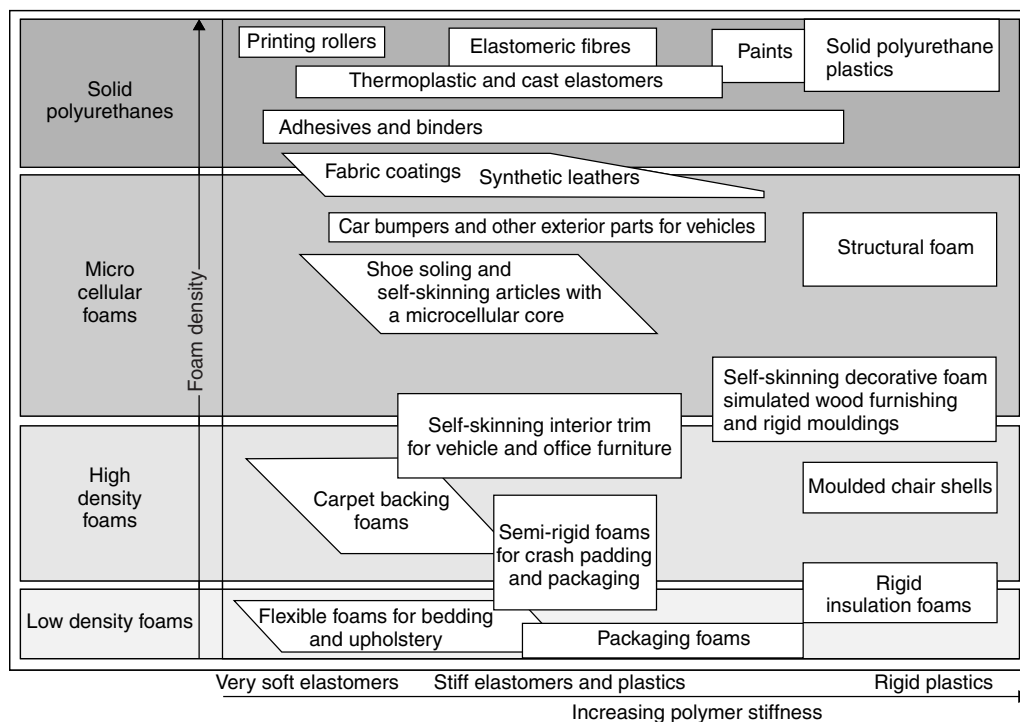 Printing rollers
Elastomeric fibres
Paints
Solid polyurethane
plastics
Thermoplastic and cast elastomers
Solid
polyurethanes
Adhesives and binders
Fabric coatings
Synthetic leathers
Car bumpers and other exterior parts for vehicles
Structural foam
Micro
cellular
foams
Shoe soling and
self-skinning articles with
a microcellular core
Foam density
Self-skinning decorative foam
simulated wood furnishing
and rigid mouldings
Self-skinning interior trim
for vehicle and office furniture
High
density
foams
Carpet backing
foams
Moulded chair shells
Semi-rigid foams
for crash padding
and packaging
Rigid
insulation foams
Low density foams
Flexible foams for bedding
and upholstery
Packaging foams
Very soft elastomers
Stiff elastomers and plastics
Rigid plastics
Increasing polymer stiffness